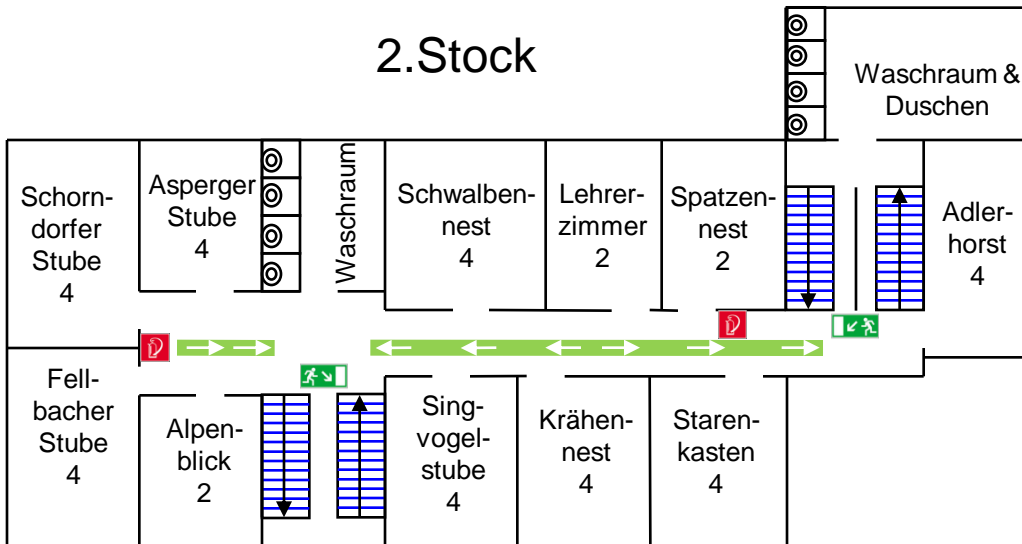 2.Stock
Waschraum &
Duschen
Schorn-
dorfer
Stube
4
Asperger
Stube
4
Waschraum
Schwalben-
nest
4
Lehrer-
zimmer
2
Spatzen-
nest
2
Adler-
horst
4
Fell-
bacher
Stube
4
Alpen-
blick
2
Sing-
vogel-
stube
4
Krähen-
nest
4
Staren-
kasten
4